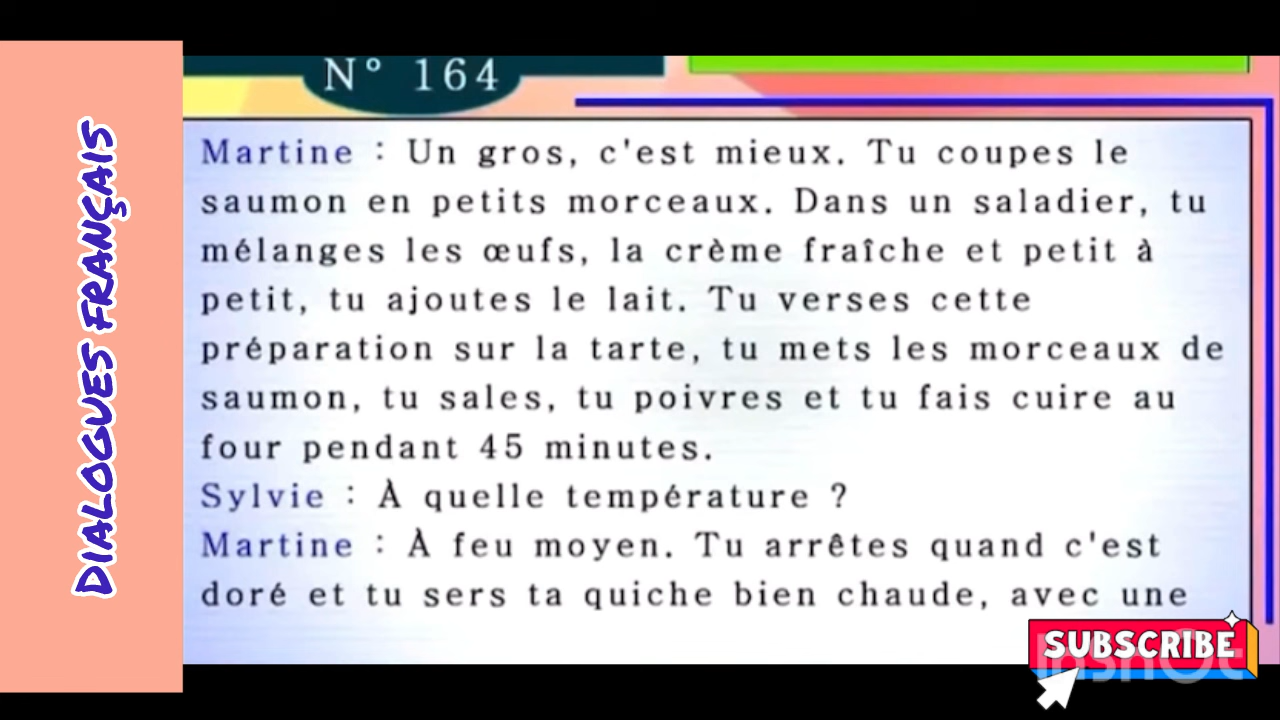 DIALOGUES FRANÇAIS
N° 164
Martine : Un gros, c'est mieux. Tu coupes le
saumon en petits morceaux. Dans un saladier, tu
mélanges les œufs, la crème fraîche et petit à
petit, tu ajoutes le lait. Tu verses cette
préparation sur la tarte, tu mets les morceaux de
saumon, tu sales, tu poivres et tu fais cuire au
four pendant 45 minutes.
Sylvie : À quelle température ?
Martine : À feu moyen. Tu arrêtes quand c'est
doré et tu sers ta quiche bien chaude, avec une
SUBSCRIBE